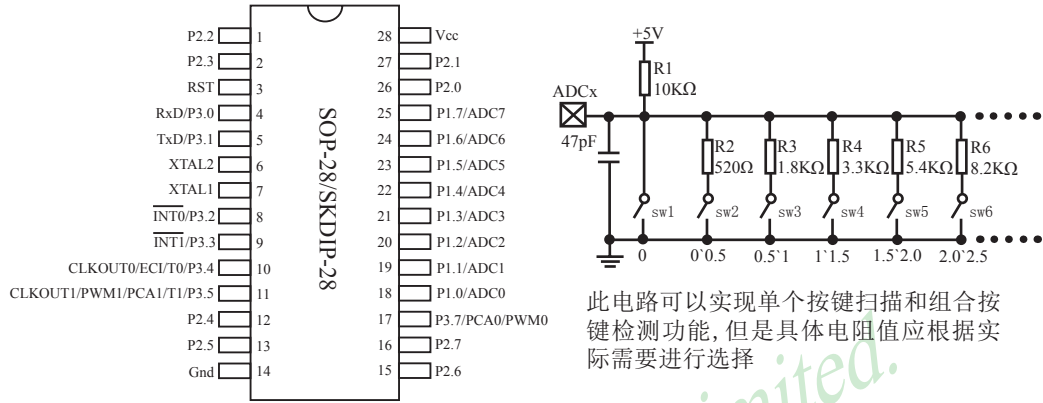 P2.2
P2.3
RST
RxD/P3.0
TxD/P3.1
XTAL2
XTAL1
INT0/P3.2
INT1/P3.3
CLKOUT0/ECI/T0/P3.4
CLKOUT1/PWM1/PCA1/T1/P3.5
P2.4
P2.5
Gnd
1
2
3
4
5
6
7
8
9
10
11
12
13
14
SOP-28/SKDIP-28
28
27
26
25
24
23
22
21
20
19
18
17
16
15
Vcc
P2.1
P2.0
P1.7/ADC7
P1.6/ADC6
P1.5/ADC5
P1.4/ADC4
P1.3/ADC3
P1.2/ADC2
P1.1/ADC1
P1.0/ADC0
P3.7/PCA0/PWM0
P2.7
P2.6
+5V
R1
10KΩ
ADCx
47pF
R2
520Ω
R3
1.8KΩ
R4
3.3KΩ
R5
5.4KΩ
R6
8.2KΩ
sw1
sw2
sw3
sw4
sw5
sw6
0
0`0.5
0.5`1
1`1.5
1.5`2.0
2.0`2.5
此电路可以实现单个按键扫描和组合按
键检测功能,但是具体电阻值应根据实
际需要进行选择